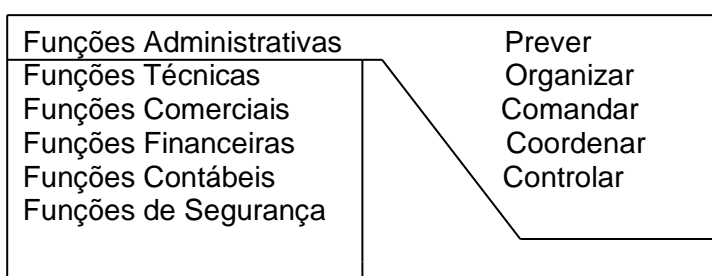 Funções Administrativas Prever
Funções Técnicas Organizar
Funções Comerciais Comandar
Funções Financeiras Coordenar
Funções Contábeis Controlar
Funções de Segurança